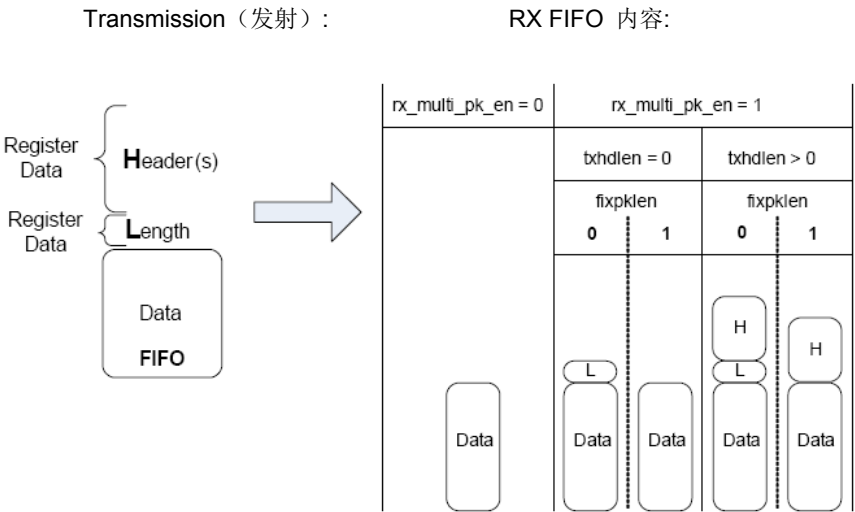 Transmission（发射）:
RX FIFO 内容:
Register
Data
Header(s)
Register
Data
Length
Data
FIFO
rx_multi_pk_en = 0
rx_multi_pk_en = 1
txhdlen = 0
txhdlen > 0
fixpklen
fixpklen
0
1
0
1
H
H
L
L
Data
Data
Data
Data
Data